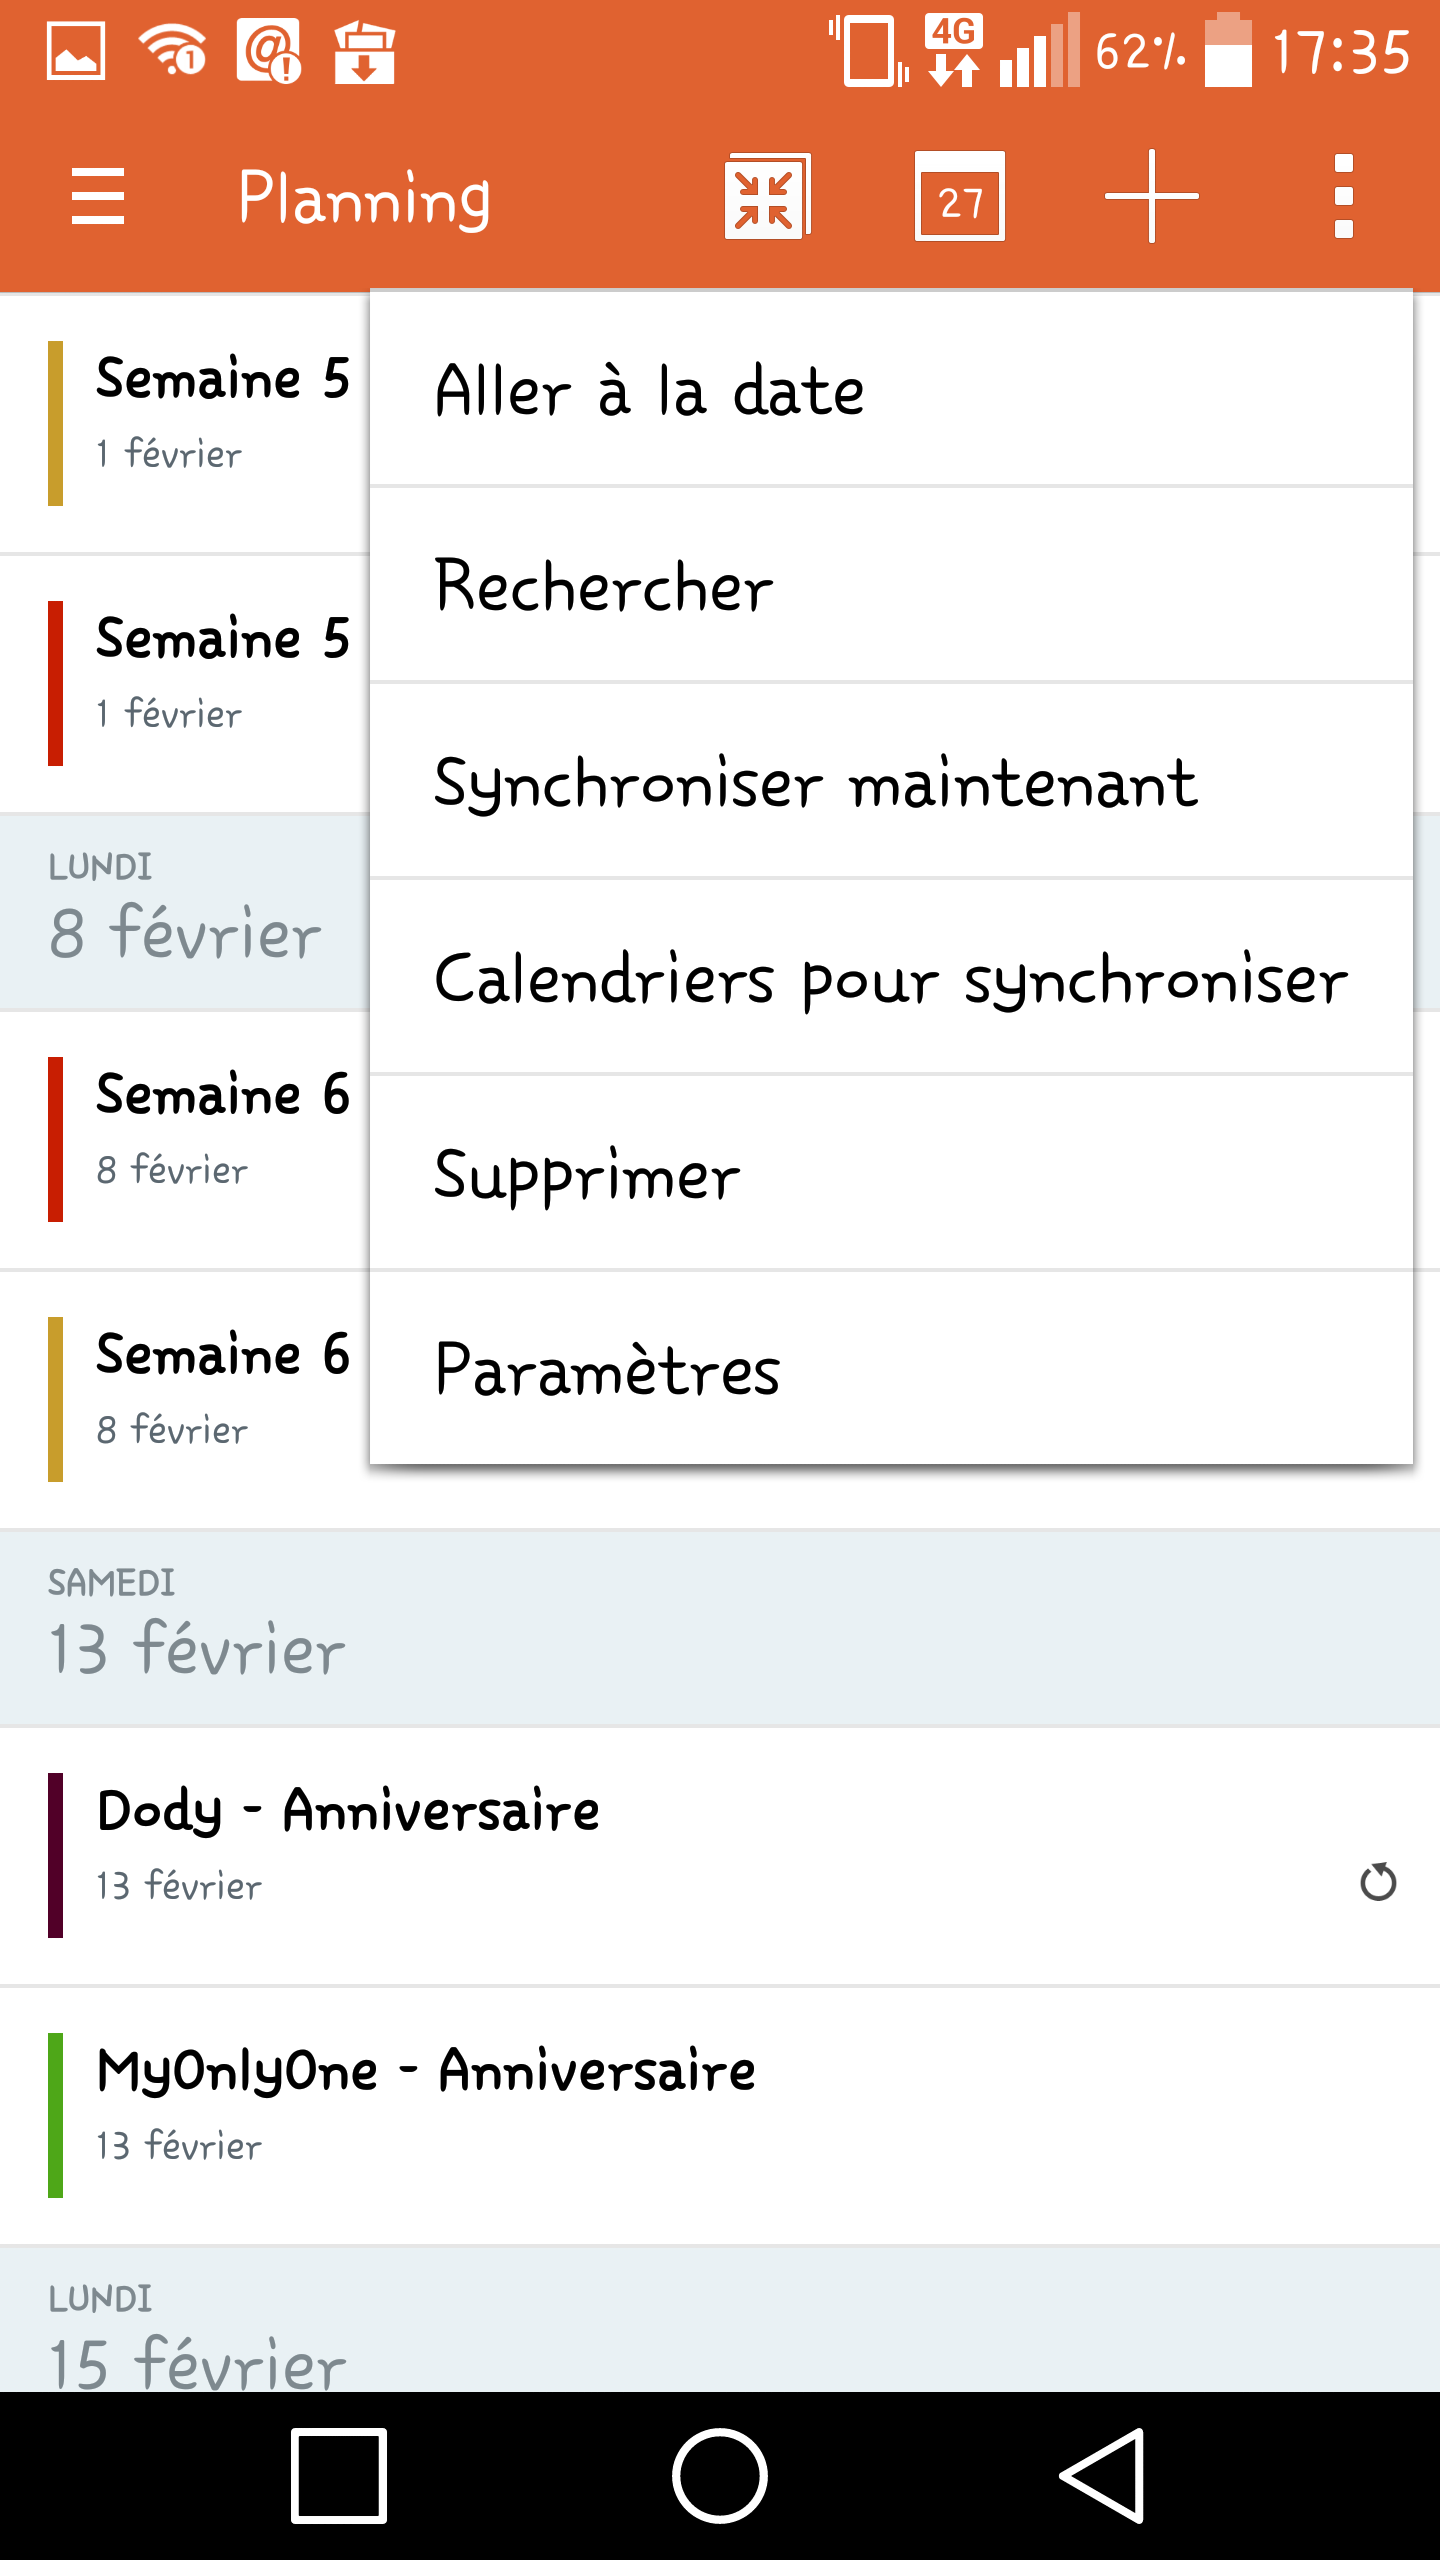 4G 62% 17:35
Planning 27
Semaine 5
1 février
Semaine 5
1 février
LUNDI
8 février
Semaine 6
8 février
Semaine 6
8 février
Aller à la date
Rechercher
Synchroniser maintenant
Calendriers pour synchroniser
Supprimer
Paramètres
SAMEDI
13 février
Dody - Anniversaire
13 février
MyOnlyOne - Anniversaire
13 février
LUNDI
15 février